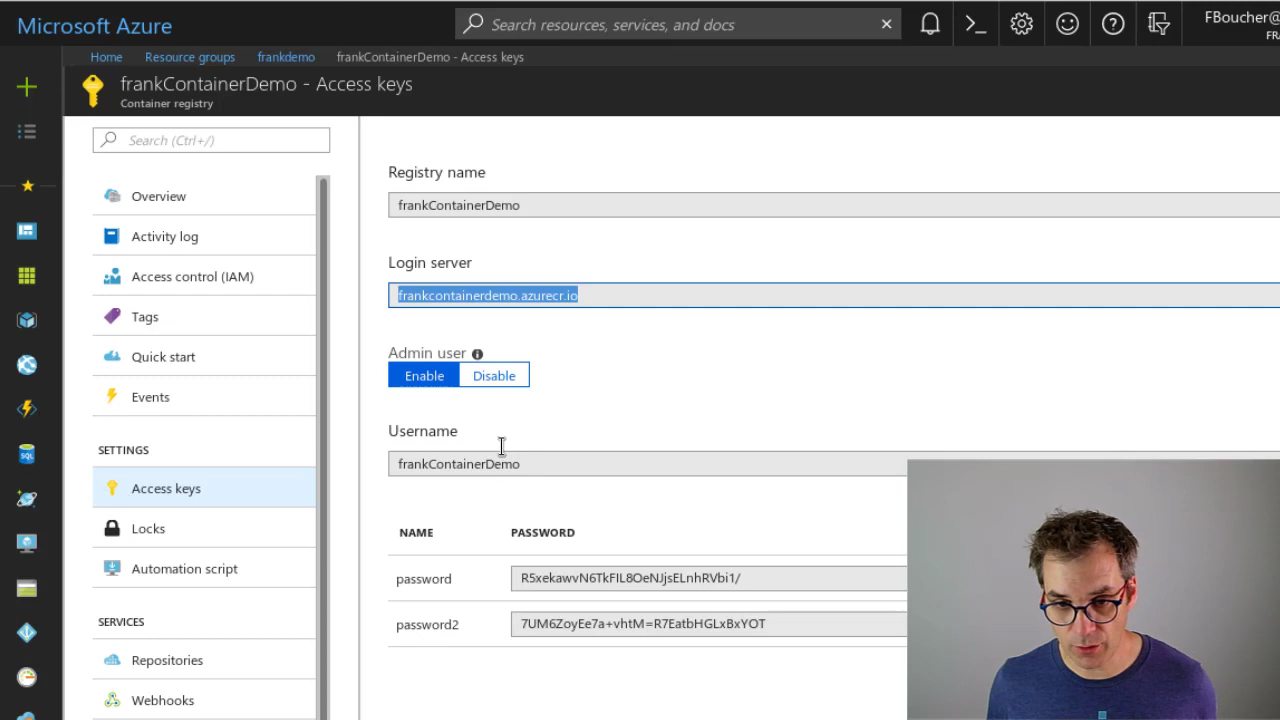 Microsoft Azure
Search resources, services, and docs
FBoucher@
FRA
Home Resource groups frankdemo frankContainerDemo - Access keys
frankContainerDemo - Access keys
Container registry
Search (Ctrl+/)
Overview
Activity log
Access control (IAM)
Tags
Quick start
Events
SETTINGS
Access keys
Locks
Automation script
SERVICES
Repositories
Webhooks
Registry name
frankContainerDemo
Login server
frankcontainerdemo.azurecr.io
Admin user
Enable Disable
Username
frankContainerDemo
NAME PASSWORD
password R5xekawvN6TkFIL8OeNJjsELnhRVbi1/
password2 7UM6ZoyEe7a+vhtM=R7EatbHGLxBxYOT
SQL